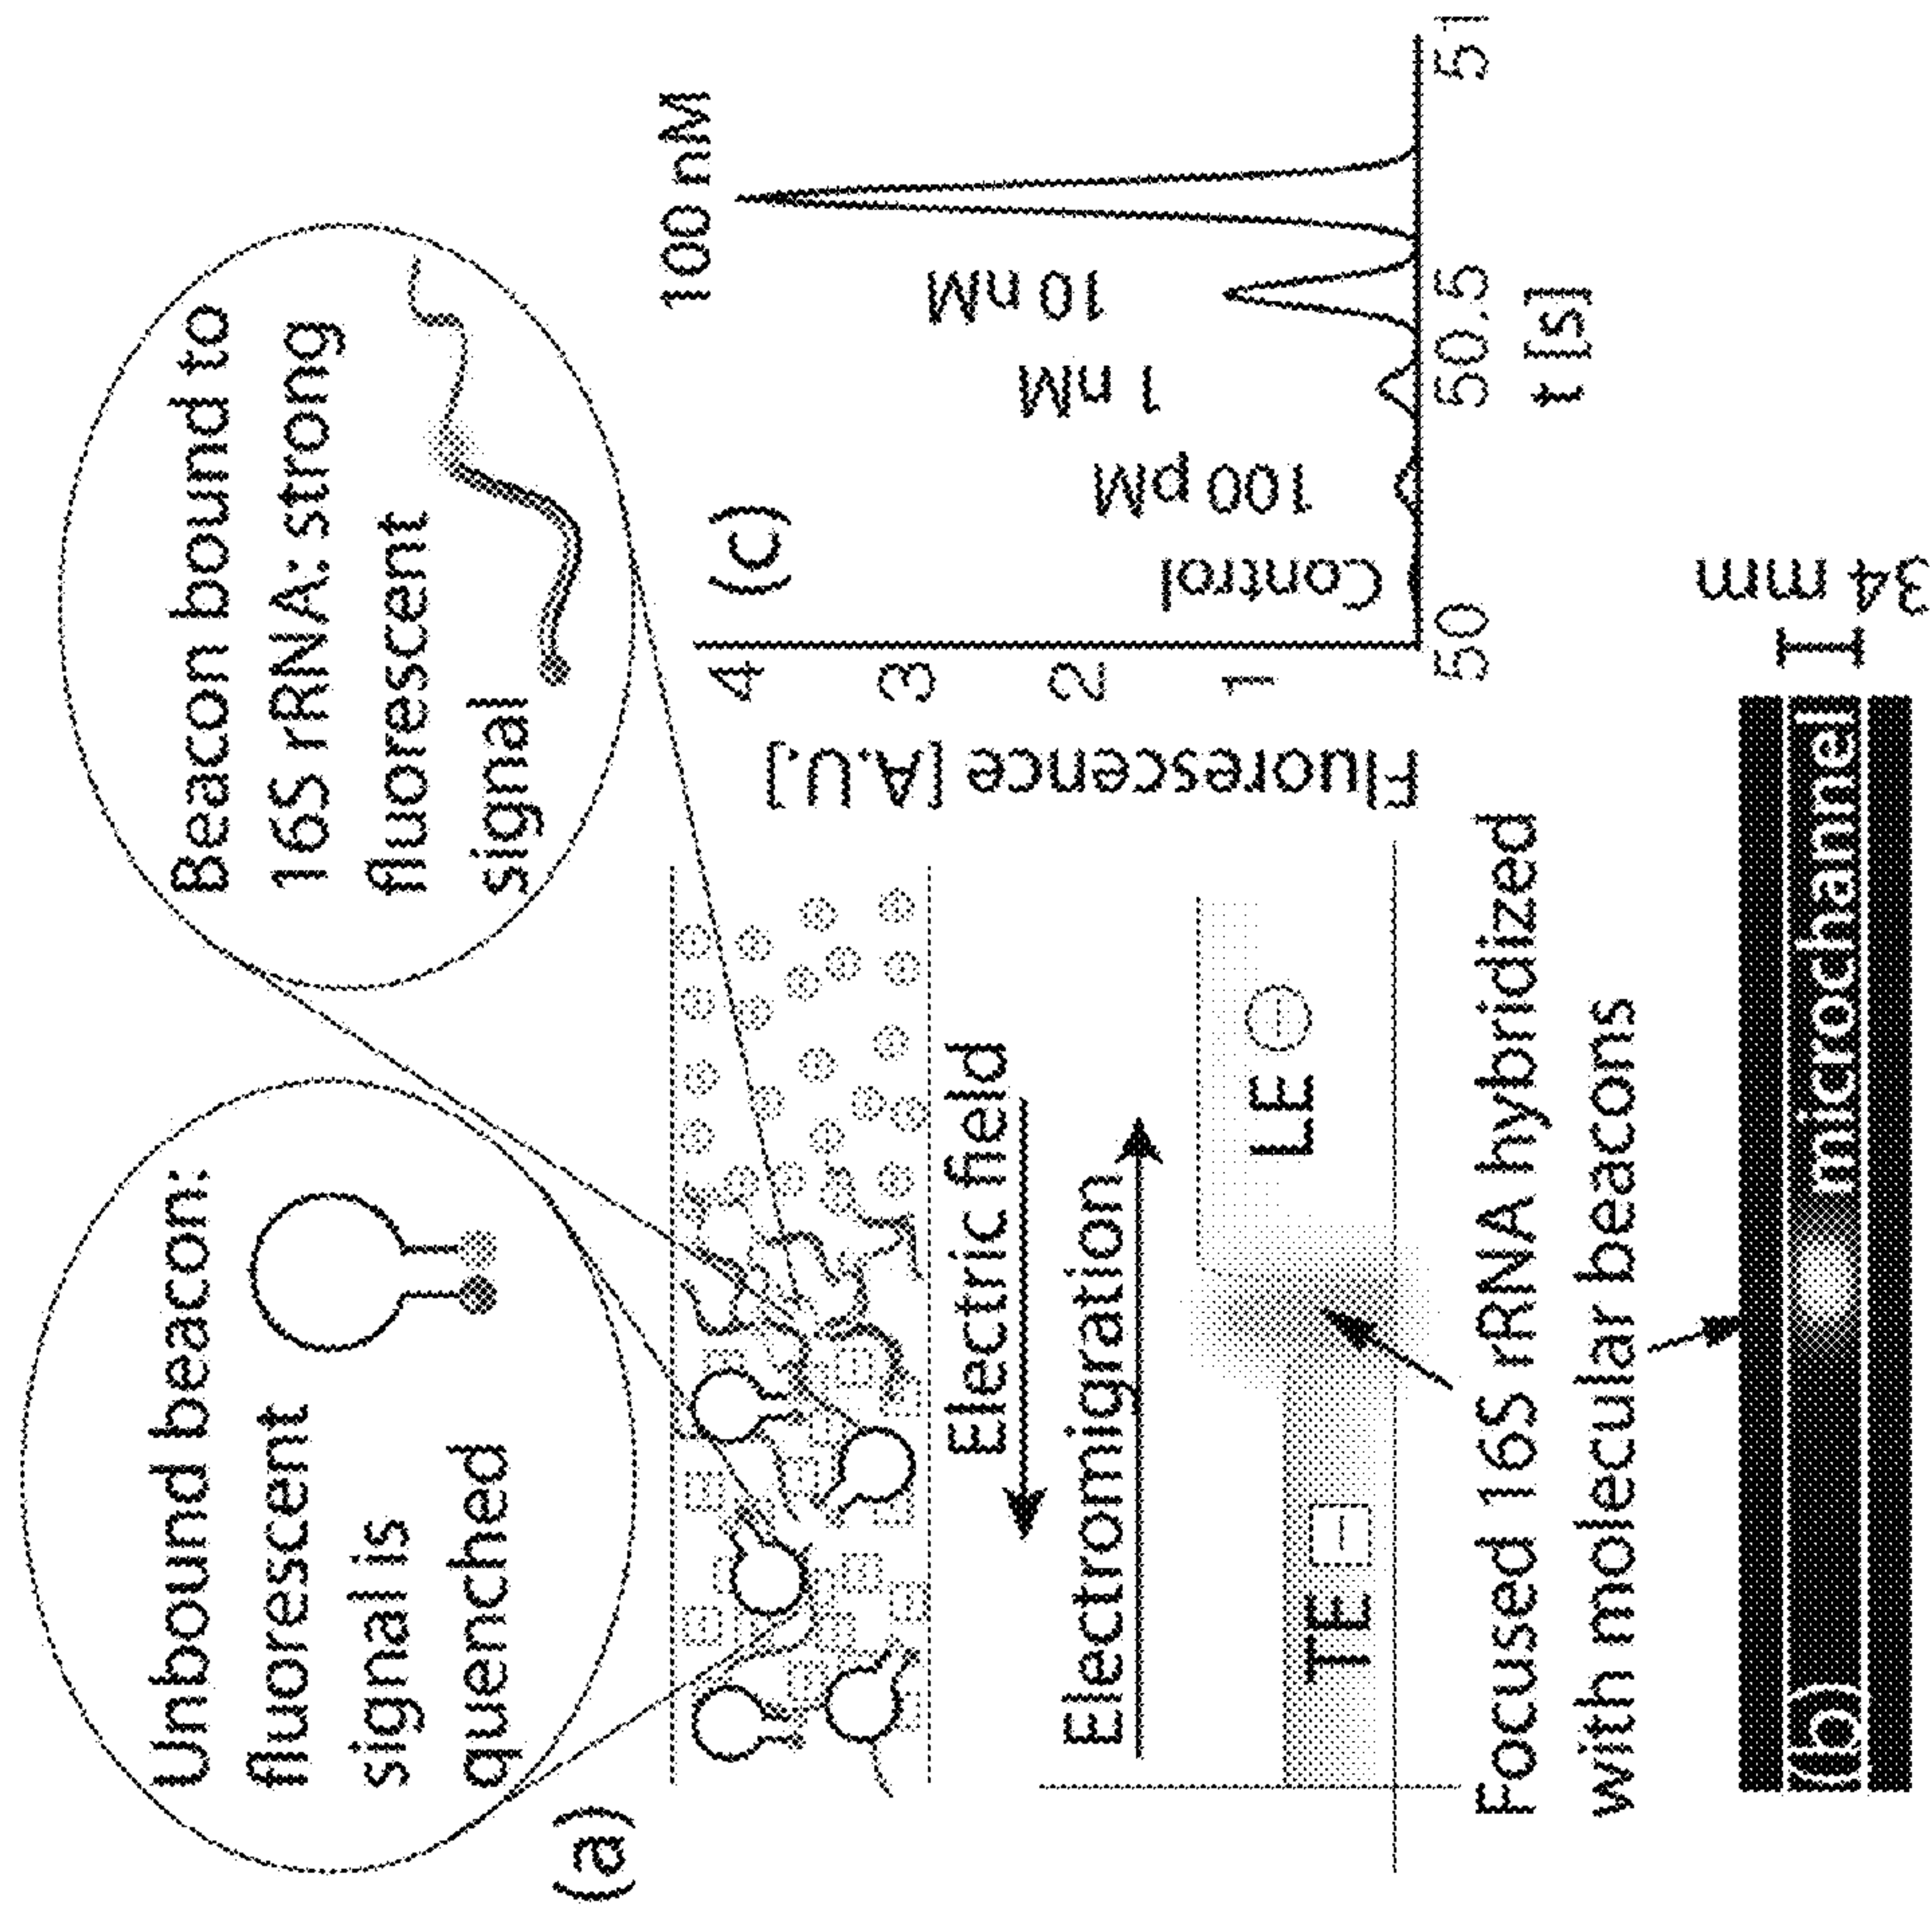 (a)
Unbound beacon:
fluorescent
signal is
quenched
Beacon bound to
16S rRNA: strong
fluorescent
signal
Electric field
Electromigration
TE
LE
Focused 16S rRNA hybridized
with molecular beacons
(b)
microchannel
34 mm
(c)
Fluorescence [A.U.]
4
3
2
1
Control
100 pM
1 nM
10 nM
100 nM
50
50.5
51
t [s]